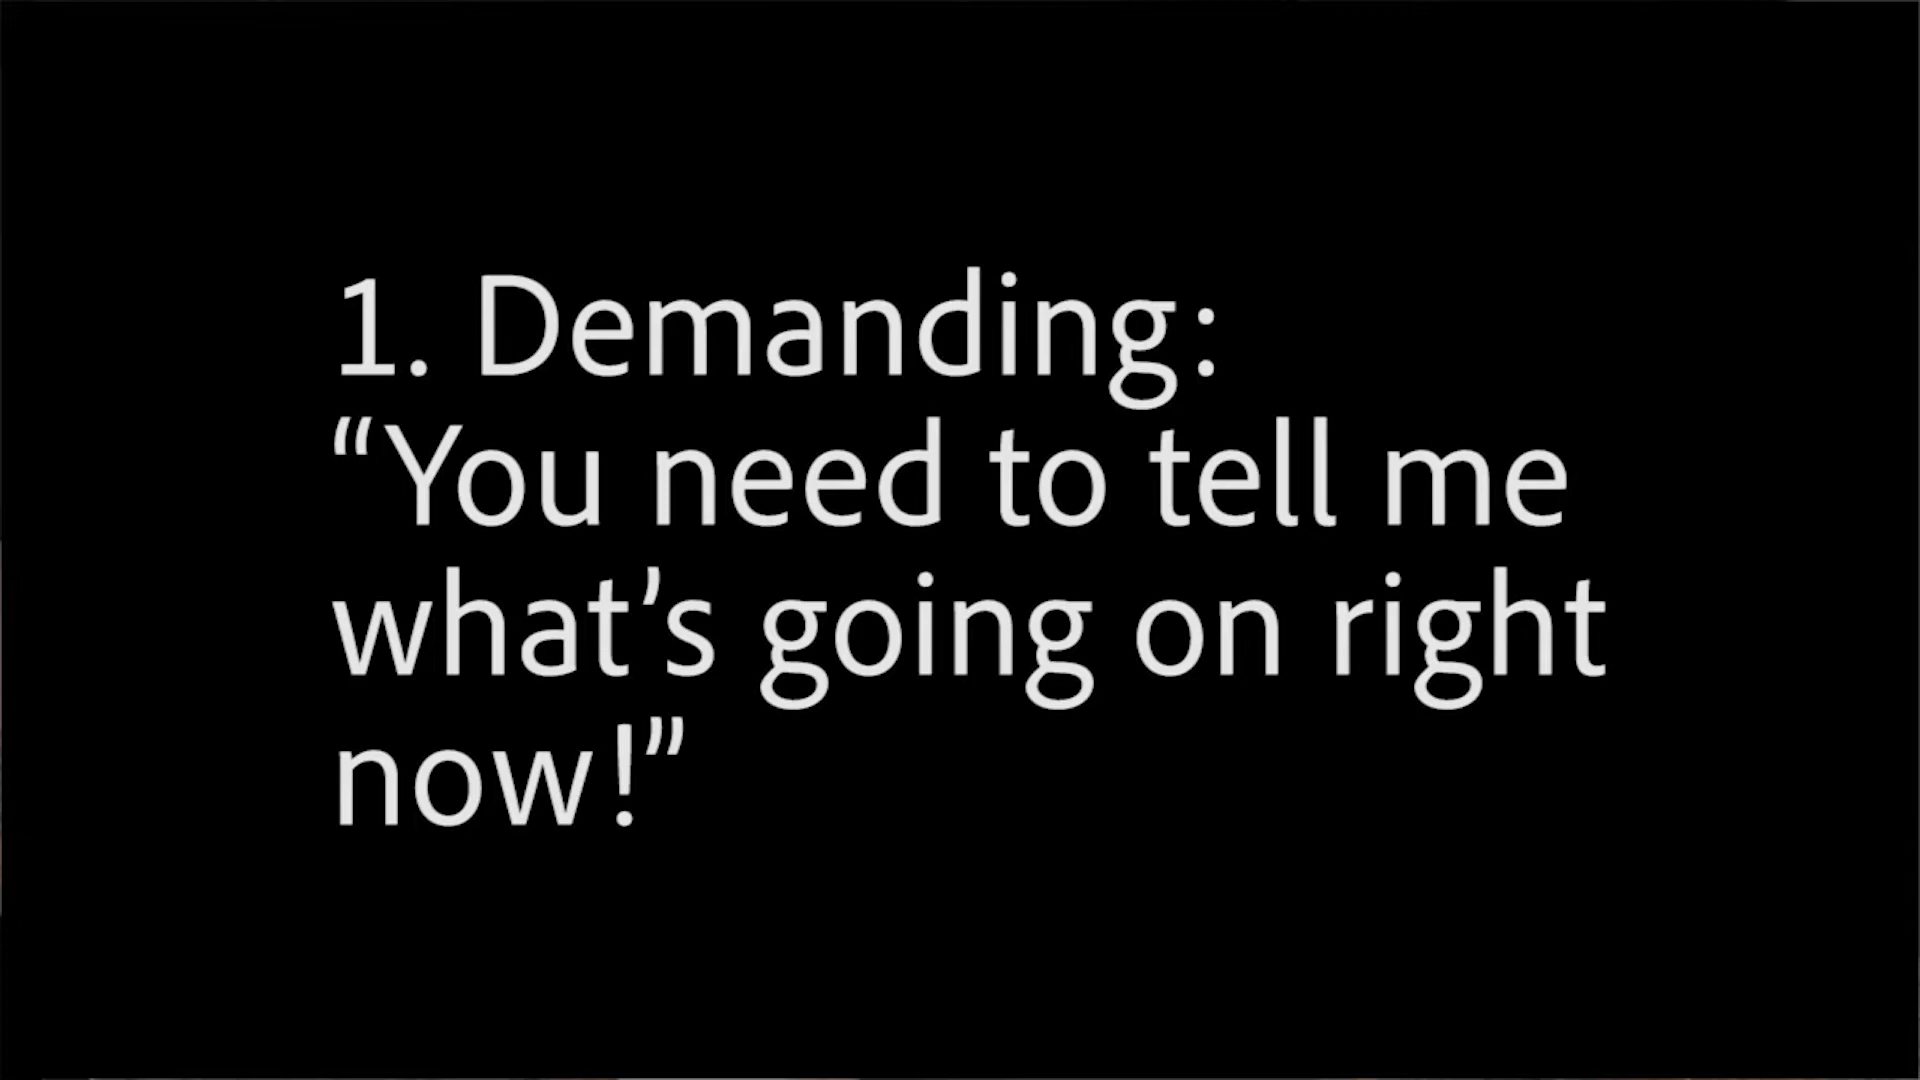 1. Demanding:
“You need to tell me
what’s going on right
now!”